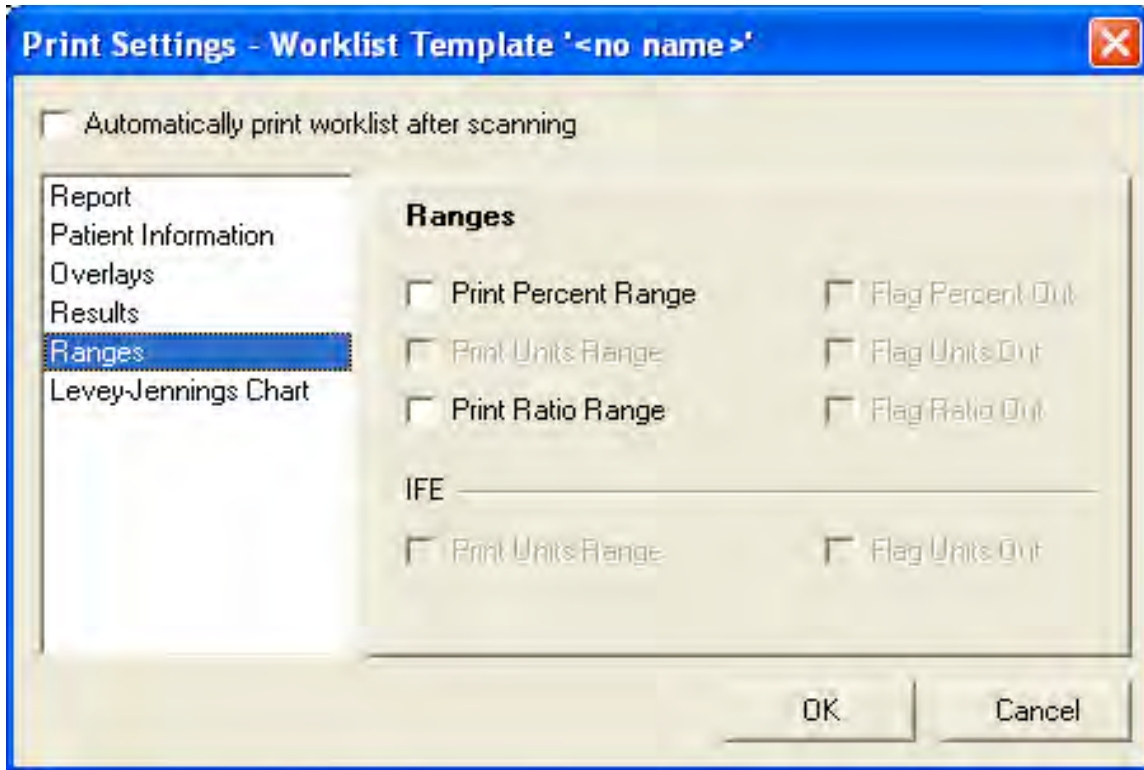 Print Settings - Worklist Template '<no name>'
Automatically print worklist after scanning
Report
Patient Information
Overlays
Results
Ranges
Levey-Jennings Chart
Ranges
Print Percent Range Flag Percent Out
Print Units Range Flag Units Out
Print Ratio Range Flag Ratio Out
IFE
Print Units Range Flag Units Out
OK Cancel